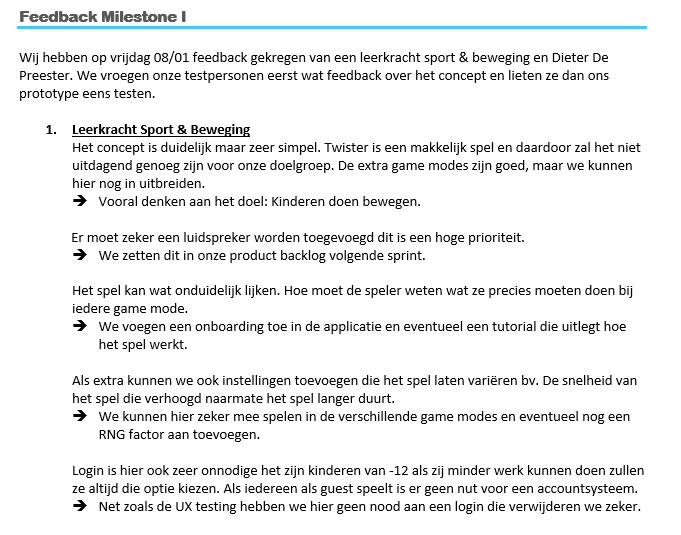 Feedback Milestone I
Wij hebben op vrijdag 08/01 feedback gekregen van een leerkracht sport & beweging en Dieter De
Preester. We vroegen onze testpersonen eerst wat feedback over het concept en lieten ze dan ons
prototype eens testen.
1. Leerkracht Sport & Beweging
Het concept is duidelijk maar zeer simpel. Twister is een makkelijk spel en daardoor zal het niet
uitdagend genoeg zijn voor onze doelgroep. De extra game modes zijn goed, maar we kunnen
hier nog in uitbreiden.
➔ Vooral denken aan het doel: Kinderen doen bewegen.
Er moet zeker een luidspreker worden toegevoegd dit is een hoge prioriteit.
➔ We zetten dit in onze product backlog volgende sprint.
Het spel kan wat onduidelijk lijken. Hoe moet de speler weten wat ze precies moeten doen bij
iedere game mode.
➔ We voegen een onboarding toe in de applicatie en eventueel een tutorial die uitlegt hoe
het spel werkt.
Als extra kunnen we ook instellingen toevoegen die het spel laten variëren bv. De snelheid van
het spel die verhoogd naarmate het spel langer duurt.
➔ We kunnen hier zeker mee spelen in de verschillende game modes en eventueel nog een
RNG factor aan toevoegen.
Login is hier ook zeer onnodige het zijn kinderen van -12 als zij minder werk kunnen doen zullen
ze altijd die optie kiezen. Als iedereen als guest speelt is er geen nut voor een accountsysteem.
➔ Net zoals de UX testing hebben we hier geen nood aan een login die verwijderen we zeker.